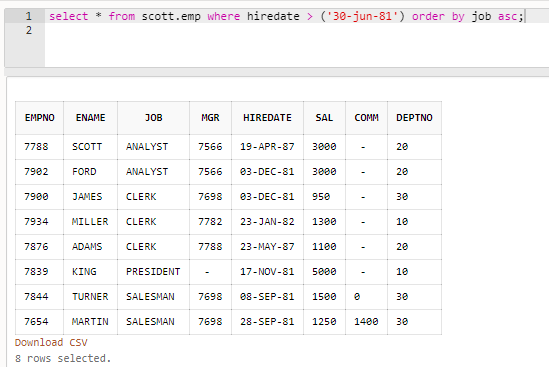 1 select * from scott.emp where hiredate > ('30-jun-81') order by job asc;
2
EMPNO ENAME JOB MGR HIREDATE SAL COMM DEPTNO
7788 SCOTT ANALYST 7566 19-APR-87 3000 - 20
7902 FORD ANALYST 7566 03-DEC-81 3000 - 20
7900 JAMES CLERK 7698 03-DEC-81 950 - 30
7934 MILLER CLERK 7782 23-JAN-82 1300 - 10
7876 ADAMS CLERK 7788 23-MAY-87 1100 - 20
7839 KING PRESIDENT - 17-NOV-81 5000 - 10
7844 TURNER SALESMAN 7698 08-SEP-81 1500 0 30
7654 MARTIN SALESMAN 7698 28-SEP-81 1250 1400 30
Download CSV
8 rows selected.